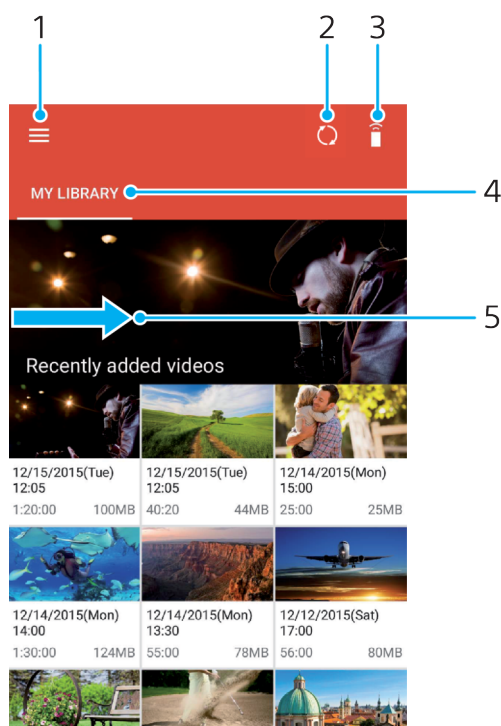 1 2 3
MY LIBRARY 4
5
Recently added videos
12/15/2015(Tue) 12/15/2015(Tue) 12/14/2015(Mon)
12:05 12:05 15:00
1:20:00 100MB 40:20 44MB 25:00 25MB
12/14/2015(Mon) 12/14/2015(Mon) 12/12/2015(Sat)
14:00 13:30 17:00
1:30:00 124MB 55:00 78MB 56:00 80MB